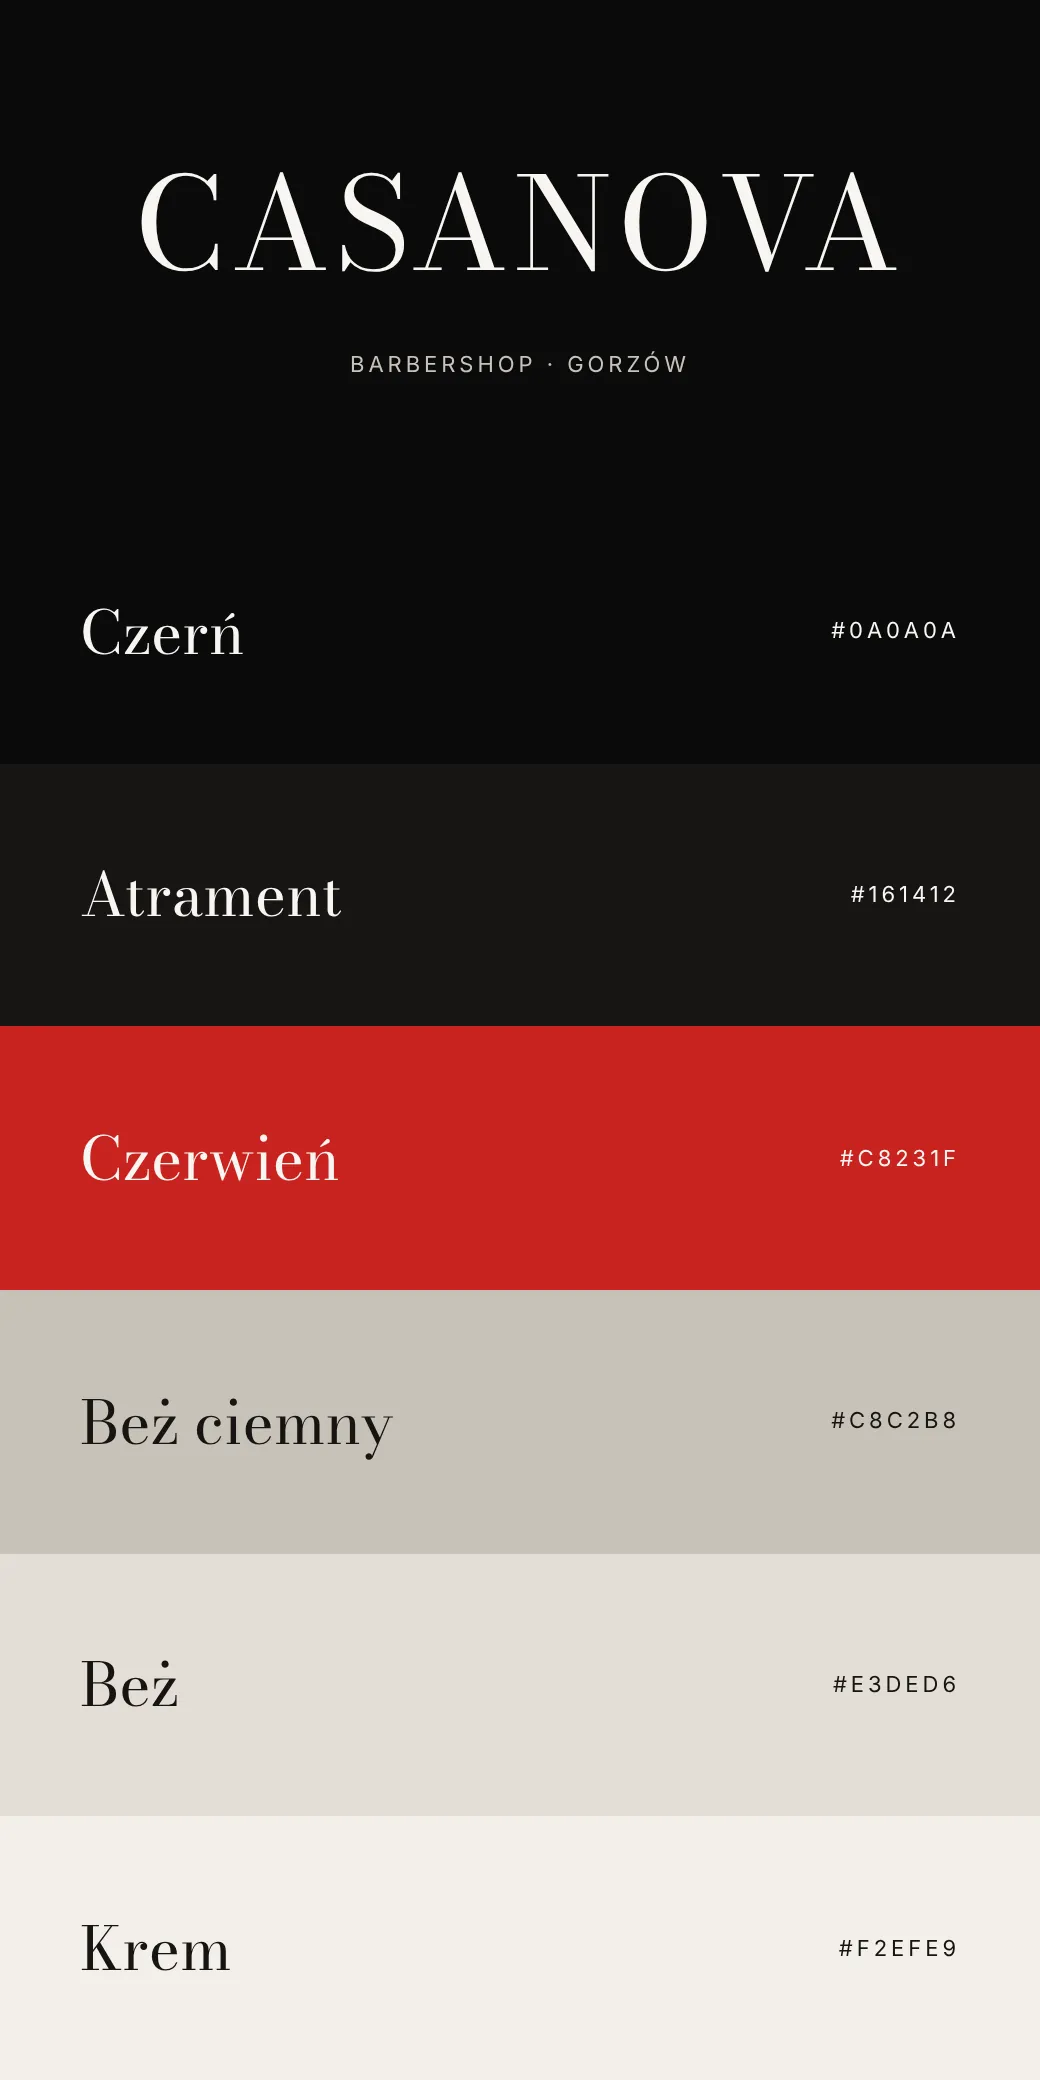 CASANOVA
BARBERSHOP · GORZÓW
Czerń #0A0A0A
Atrament #161412
Czerwień #C8231F
Beż ciemny #C8C2B8
Beż #E3DED6
Krem #F2EFE9